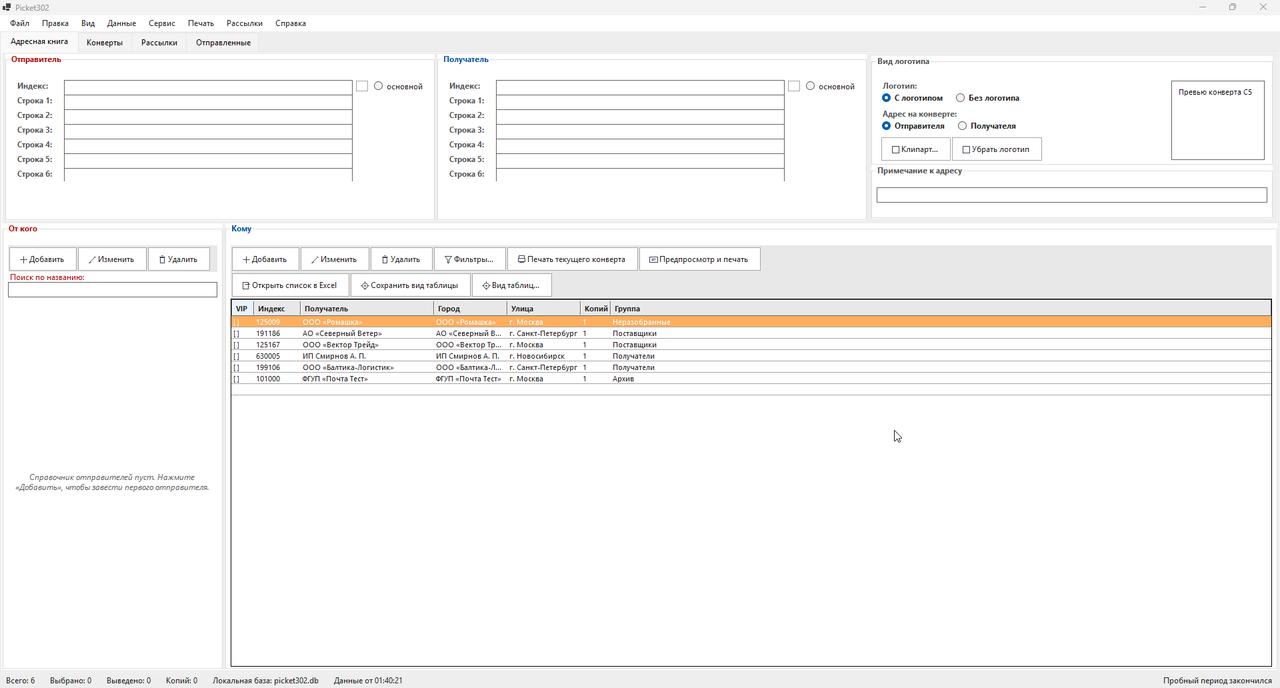 Picket302
Файл Правка Вид Данные Сервис Печать Рассылки Справка
Адресная книга Конверты Рассылки Отправленные
Отправитель
Индекс: основной
Строка 1:
Строка 2:
Строка 3:
Строка 4:
Строка 5:
Строка 6:
Получатель
Индекс: основной
Строка 1:
Строка 2:
Строка 3:
Строка 4:
Строка 5:
Строка 6:
Вид логотипа
Логотип:
С логотипом Без логотипа
Адрес на конверте:
Отправителя Получателя
Клипарт... Убрать логотип
Превью конверта C5
Примечание к адресу
От кого
Добавить Изменить Удалить
Поиск по названию:
Справочник отправителей пуст. Нажмите
«Добавить», чтобы завести первого отправителя.
Кому
Добавить Изменить Удалить Фильтры... Печать текущего конверта Предпросмотр и печать
Открыть список в Excel Сохранить вид таблицы Вид таблиц...
VIP Индекс Получатель Город Улица Копий Группа
[ ] 125009 ООО «Ромашка» ООО «Ромашка» г. Москва 1 Неразобранные
[ ] 191186 АО «Северный Ветер» АО «Северный В... г. Санкт-Петербург 1 Поставщики
[ ] 125167 ООО «Вектор Трейд» ООО «Вектор Тр... г. Москва 1 Поставщики
[ ] 630005 ИП Смирнов А. П. ИП Смирнов А. П. г. Новосибирск 1 Получатели
[ ] 199106 ООО «Балтика-Логистик» ООО «Балтика-Л... г. Санкт-Петербург 1 Получатели
[ ] 101000 ФГУП «Почта Тест» ФГУП «Почта Тест» г. Москва 1 Архив
Всего: 6 Выбрано: 0 Выведено: 0 Копий: 0 Локальная база: picket302.db Данные от 01:40:21 Пробный период закончился